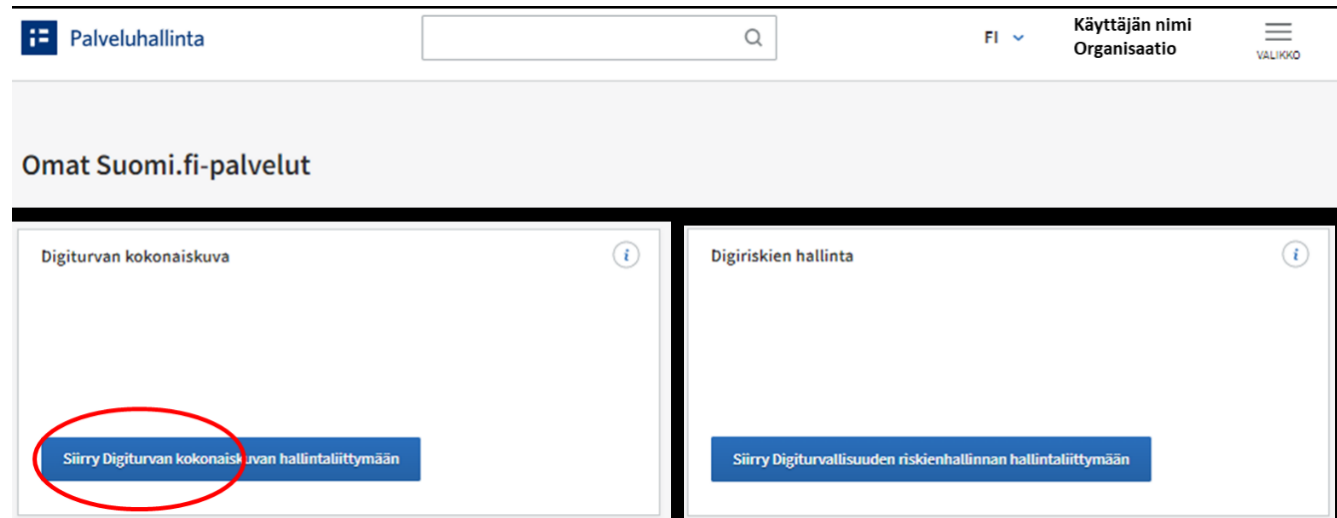 Palveluhallinta
FI
Käyttäjän nimi
Organisaatio
VALIKKO
Omat Suomi.fi-palvelut
Digiturvan kokonaiskuva
i
Digiriskien hallinta
i
Siirry Digiturvan kokonaiskuvan hallintaliittymään
Siirry Digiturvallisuuden riskienhallinnan hallintaliittymään